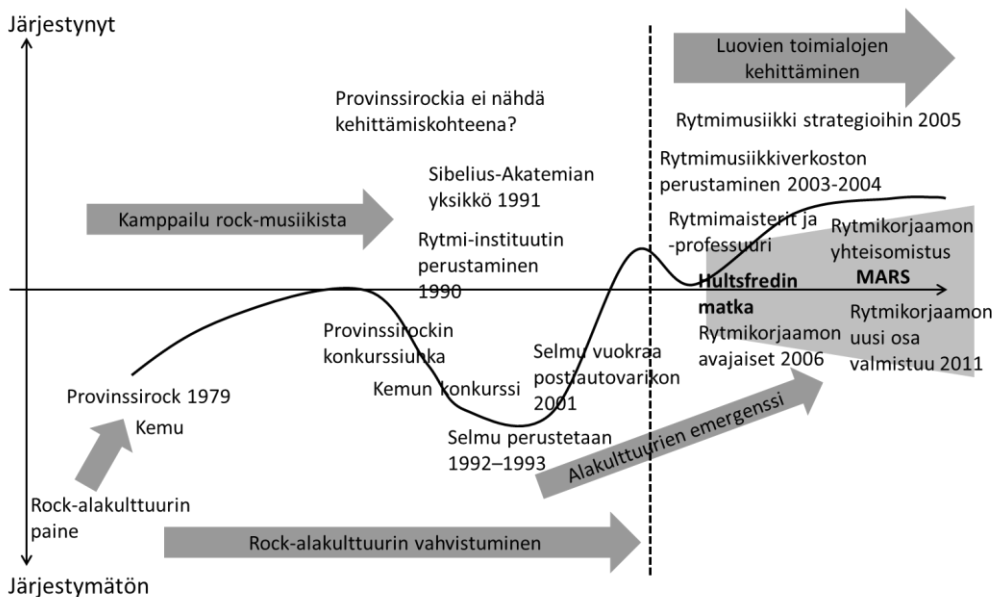 Järjestynyt
Luovien toimialojen
kehittäminen
Provinssirockia ei nähdä
kehittämiskohteena?
Rytmimusiikki strategioihin 2005
Sibelius-Akatemian
yksikkö 1991
Rytmimusiikkiverkoston
perustaminen 2003-2004
Kamppailu rock-musiikista
Rytmi-instituutin
perustaminen
1990
Rytmimaisterit ja
-professuuri
Rytmikorjaamon
yhteisomistus
MARS
Hultsfredin
matka
Provinssirockin
konkurssiuhka
Rytmikorjaamon
avajaiset 2006
Rytmikorjaamon
uusi osa
valmistuu 2011
Kemun konkurssi
Selmu vuokraa
postiautovarikon
2001
Provinssirock 1979
Kemu
Selmu perustetaan
1992–1993
Alakulttuurien emergenssi
Rock-alakulttuurin
paine
Rock-alakulttuurin vahvistuminen
Järjestymätön